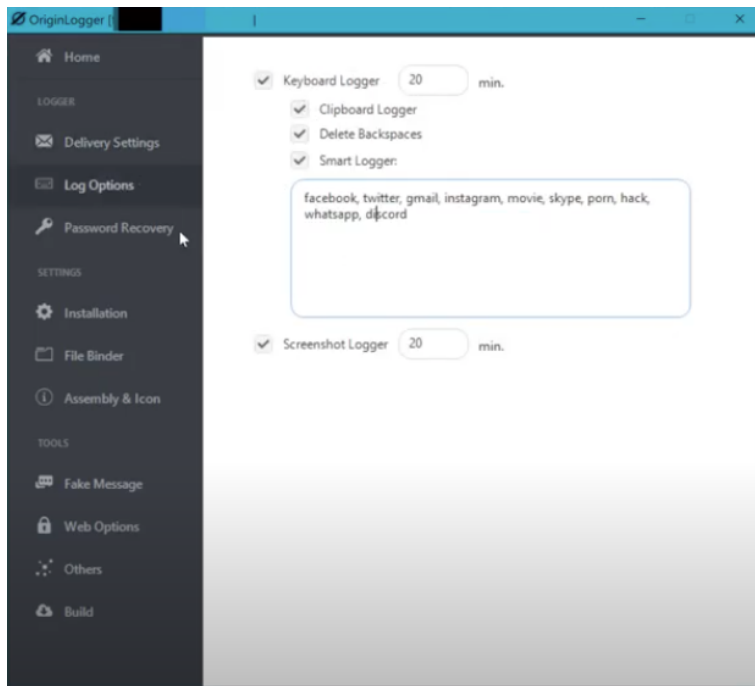 OriginLogger [
Home
LOGGER
Delivery Settings
Log Options
Password Recovery
SETTINGS
Installation
File Binder
Assembly & Icon
TOOLS
Fake Message
Web Options
Others
Build
Keyboard Logger 20 min.
Clipboard Logger
Delete Backspaces
Smart Logger:
facebook, twitter, gmail, instagram, movie, skype, porn, hack,
whatsapp, discord
Screenshot Logger 20 min.